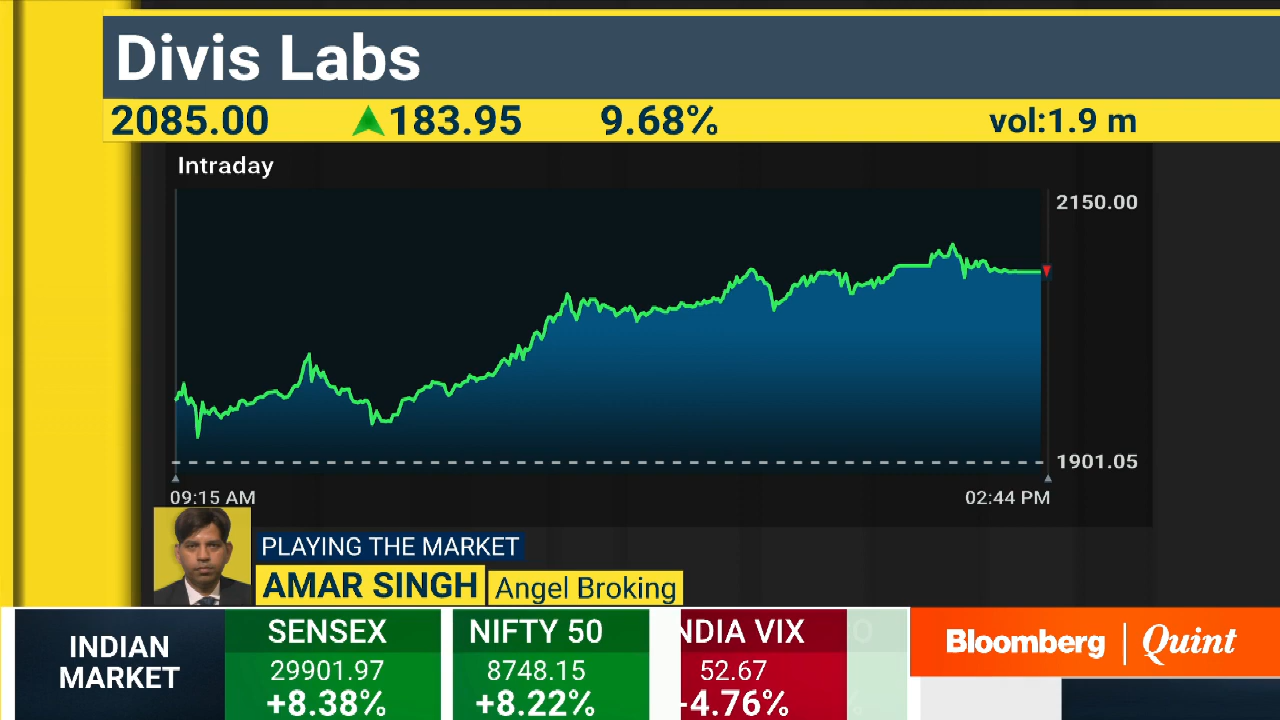 Divis Labs
2085.00 183.95 9.68% vol:1.9 m
Intraday
2150.00
1901.05
09:15 AM 02:44 PM
PLAYING THE MARKET
AMAR SINGH Angel Broking
INDIAN MARKET
SENSEX
29901.97
+8.38%
NIFTY 50
8748.15
+8.22%
NDIA VIX
52.67
-4.76%
Bloomberg | Quint